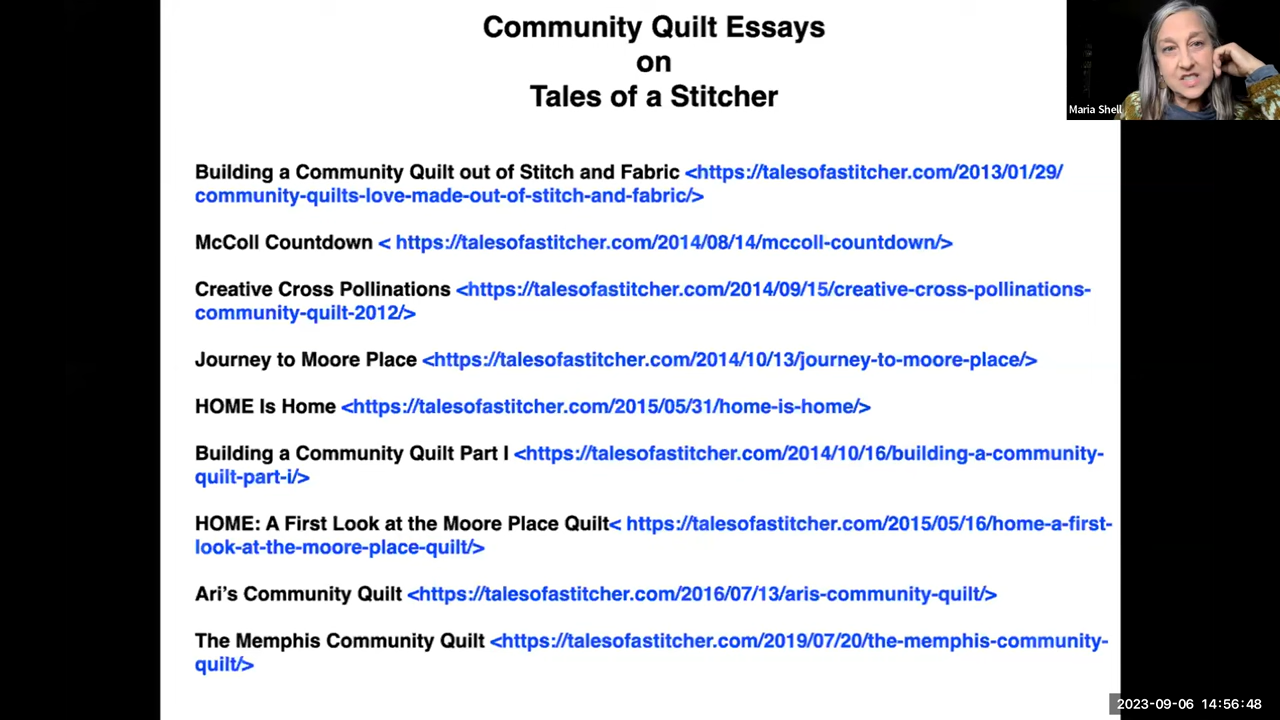 Community Quilt Essays
on
Tales of a Stitcher
Maria Shell
Building a Community Quilt out of Stitch and Fabric <https://talesofastitcher.com/2013/01/29/
community-quilts-love-made-out-of-stitch-and-fabric/>
McColl Countdown < https://talesofastitcher.com/2014/08/14/mccoll-countdown/>
Creative Cross Pollinations <https://talesofastitcher.com/2014/09/15/creative-cross-pollinations-
community-quilt-2012/>
Journey to Moore Place <https://talesofastitcher.com/2014/10/13/journey-to-moore-place/>
HOME Is Home <https://talesofastitcher.com/2015/05/31/home-is-home/>
Building a Community Quilt Part I <https://talesofastitcher.com/2014/10/16/building-a-community-
quilt-part-i/>
HOME: A First Look at the Moore Place Quilt< https://talesofastitcher.com/2015/05/16/home-a-first-
look-at-the-moore-place-quilt/>
Ari’s Community Quilt <https://talesofastitcher.com/2016/07/13/aris-community-quilt/>
The Memphis Community Quilt <https://talesofastitcher.com/2019/07/20/the-memphis-community-
quilt/>
2023-09-06 14:56:48